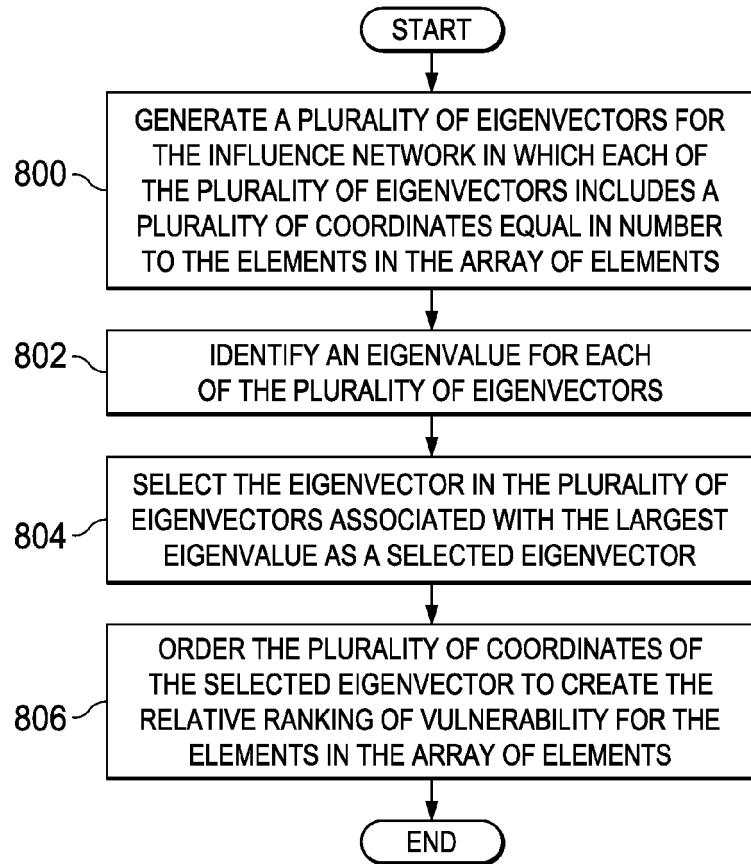 START
800
GENERATE A PLURALITY OF EIGENVECTORS FOR
THE INFLUENCE NETWORK IN WHICH EACH OF
THE PLURALITY OF EIGENVECTORS INCLUDES A
PLURALITY OF COORDINATES EQUAL IN NUMBER
TO THE ELEMENTS IN THE ARRAY OF ELEMENTS
802
IDENTIFY AN EIGENVALUE FOR EACH
OF THE PLURALITY OF EIGENVECTORS
804
SELECT THE EIGENVECTOR IN THE PLURALITY OF
EIGENVECTORS ASSOCIATED WITH THE LARGEST
EIGENVALUE AS A SELECTED EIGENVECTOR
806
ORDER THE PLURALITY OF COORDINATES OF
THE SELECTED EIGENVECTOR TO CREATE THE
RELATIVE RANKING OF VULNERABILITY FOR THE
ELEMENTS IN THE ARRAY OF ELEMENTS
END